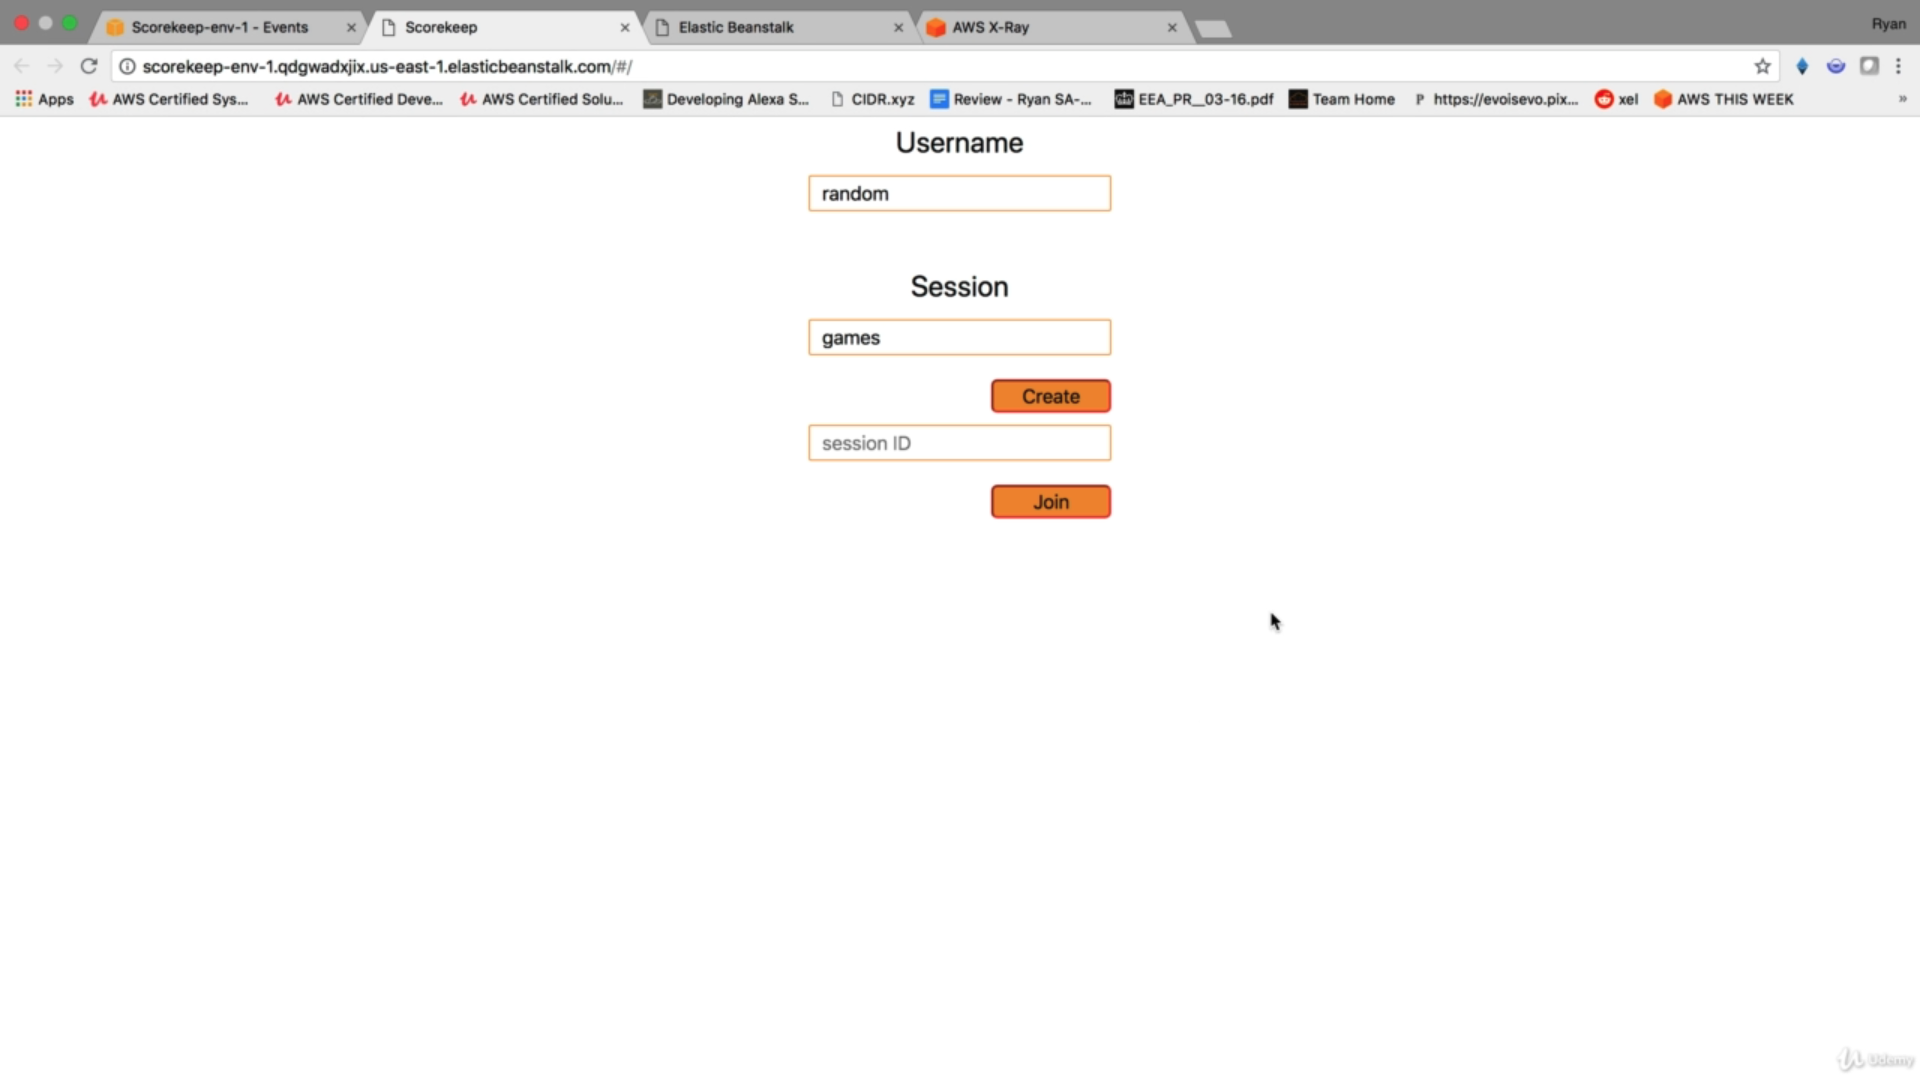 Scorekeep-env-1 - Events
Scorekeep
Elastic Beanstalk
AWS X-Ray
Ryan
scorekeep-env-1.qdgwadxjix.us-east-1.elasticbeanstalk.com/#/
Apps
AWS Certified Sys...
AWS Certified Deve...
AWS Certified Solu...
Developing Alexa S...
CIDR.xyz
Review - Ryan SA-...
EEA_PR__03-16.pdf
Team Home
https://evoisevo.pix...
xel
AWS THIS WEEK
»
Username
random
Session
games
Create
session ID
Join
Udemy